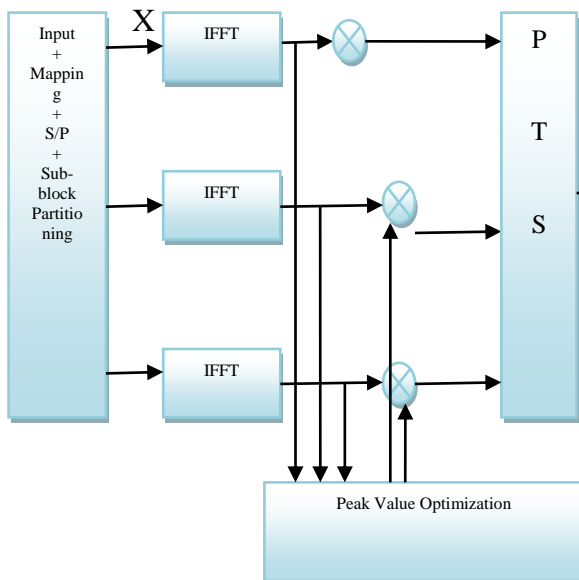 Input
+
Mappin
g
+
S/P
+
Sub-
block
Partitio
ning
X
IFFT
IFFT
IFFT
P
T
S
Peak Value Optimization